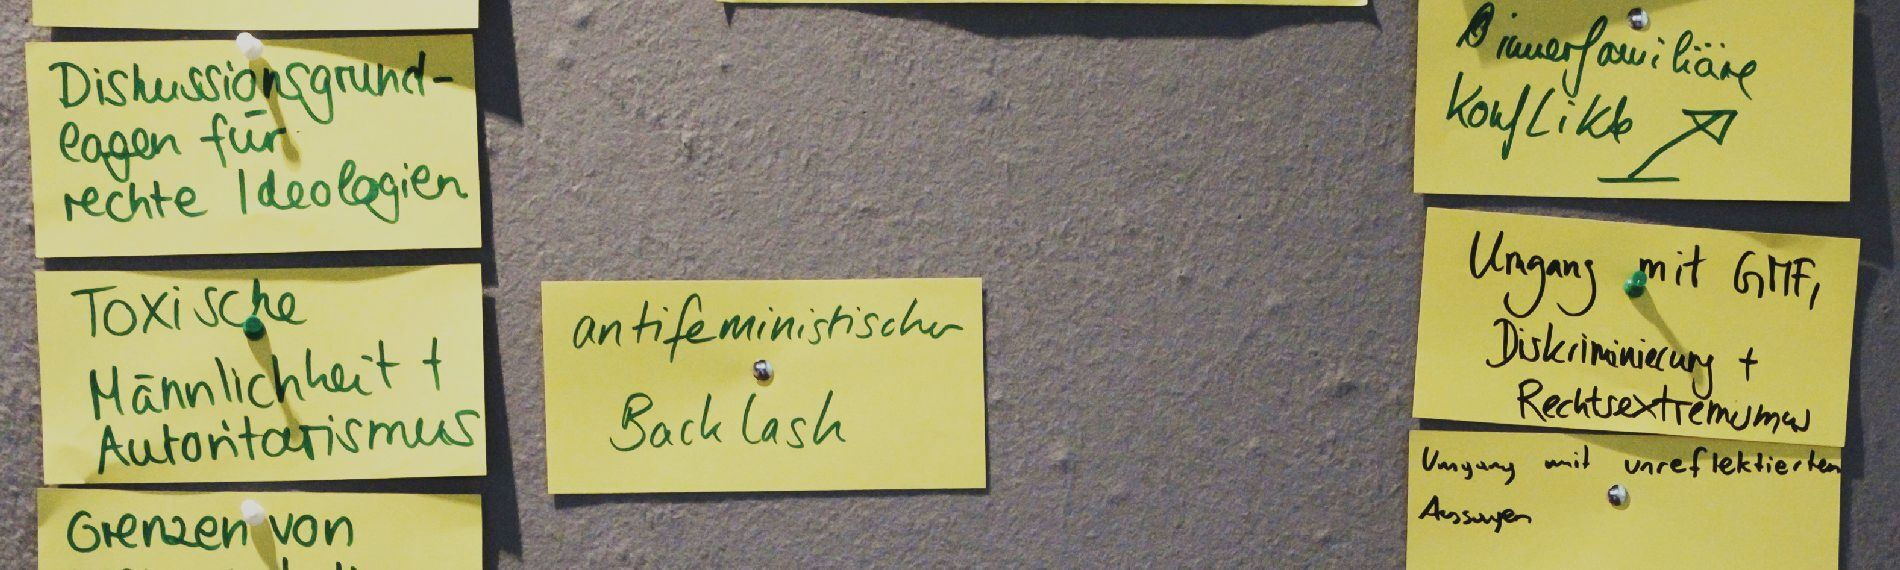 Diskussionsgrund-
lagen für
rechte Ideologien
Toxische
Männlichkeit +
Autoritarismus
Grenzen von
antifeministischer
Backlash
innerfamiliäre
Konflikte
Umgang mit GMF,
Diskriminierung +
Rechtsextremismus
Umgang mit unreflektierten
Aussagen